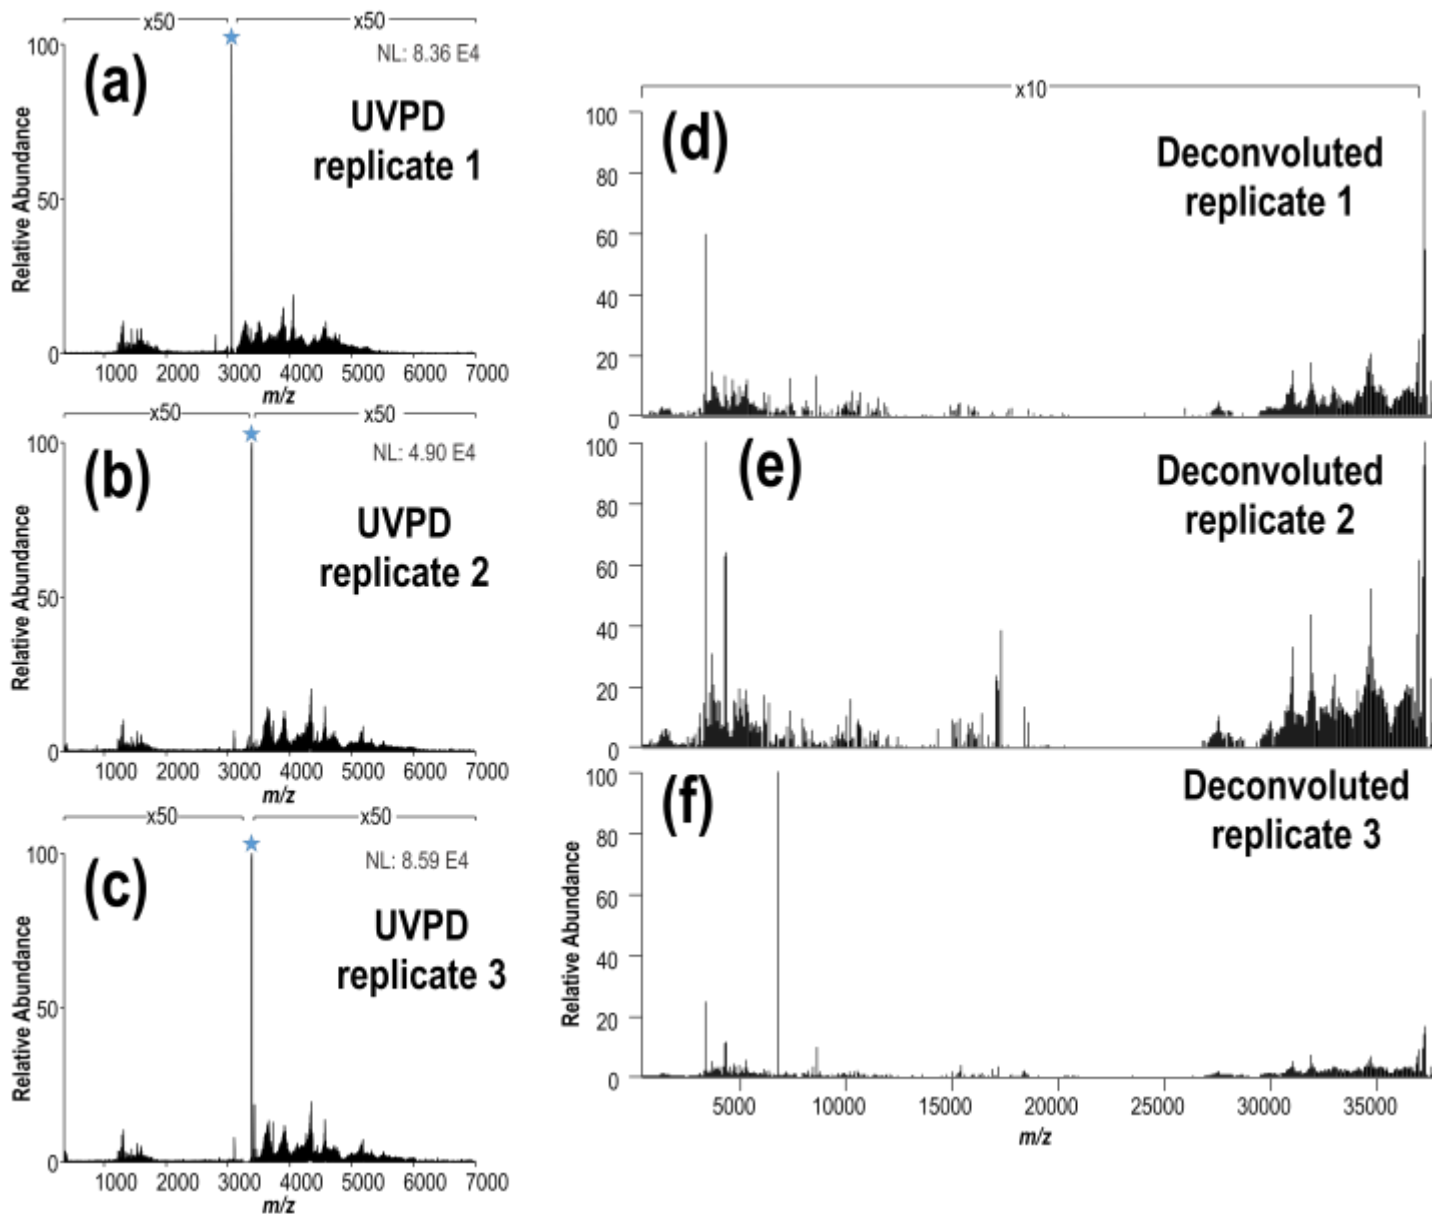 x50 x50
100
(a)
NL: 8.36 E4
UVPD
replicate 1
Relative Abundance
50
0
1000 2000 3000 4000 5000 6000 7000
m/z
x50 x50
100
(b)
NL: 4.90 E4
UVPD
replicate 2
Relative Abundance
50
0
1000 2000 3000 4000 5000 6000 7000
m/z
x50 x50
100
(c)
NL: 8.59 E4
UVPD
replicate 3
Relative Abundance
50
0
1000 2000 3000 4000 5000 6000 7000
m/z
x10
100
(d)
Deconvoluted
replicate 1
80
60
40
20
0
100
(e)
Deconvoluted
replicate 2
80
60
40
20
0
100
(f)
Deconvoluted
replicate 3
80
60
Relative Abundance
40
20
0
5000 10000 15000 20000 25000 30000 35000
m/z